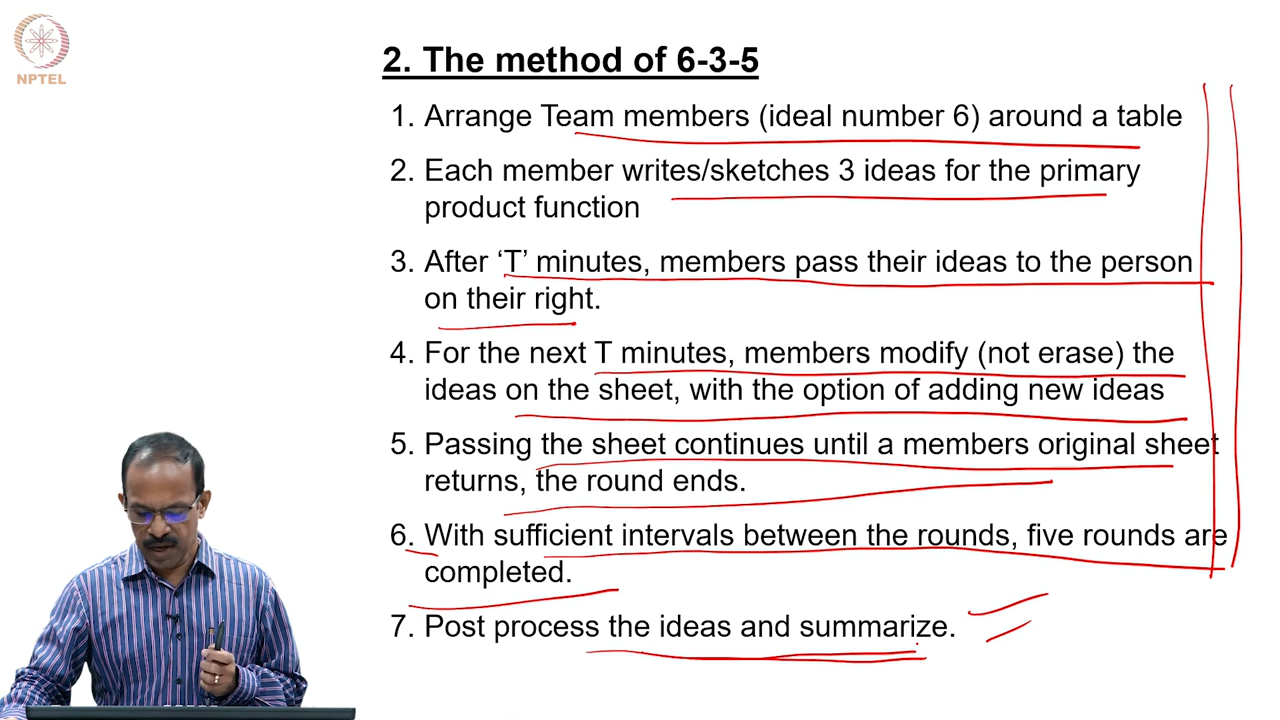 NPTEL
2. The method of 6-3-5
1. Arrange Team members (ideal number 6) around a table
2. Each member writes/sketches 3 ideas for the primary
product function
3. After ‘T’ minutes, members pass their ideas to the person
on their right.
4. For the next T minutes, members modify (not erase) the
ideas on the sheet, with the option of adding new ideas
5. Passing the sheet continues until a members original sheet
returns, the round ends.
6. With sufficient intervals between the rounds, five rounds are
completed.
7. Post process the ideas and summarize.